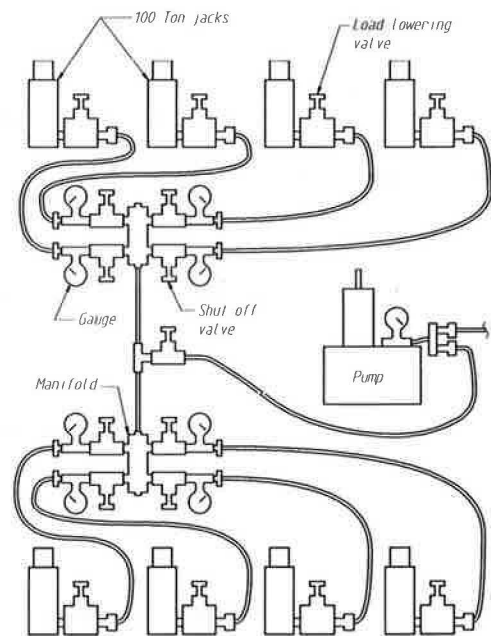 100 Ton jacks
Load lowering
valve
Gauge
Shut off
valve
Manifold
Pump